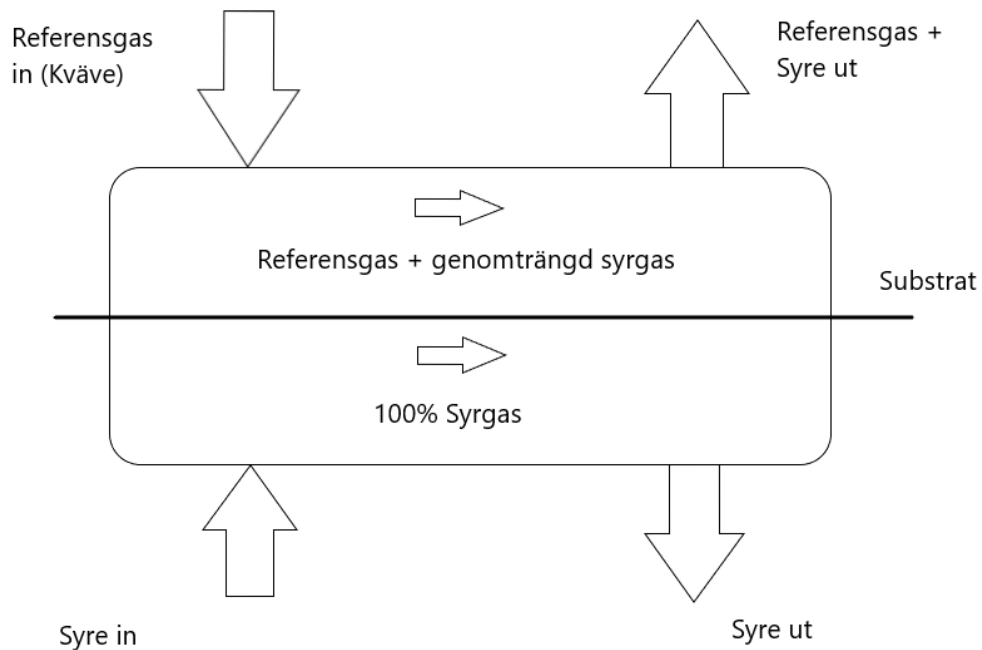 Referensgas
in (Kväve)
Referensgas +
Syre ut
Referensgas + genomträngd syrgas
Substrat
100% Syrgas
Syre in
Syre ut